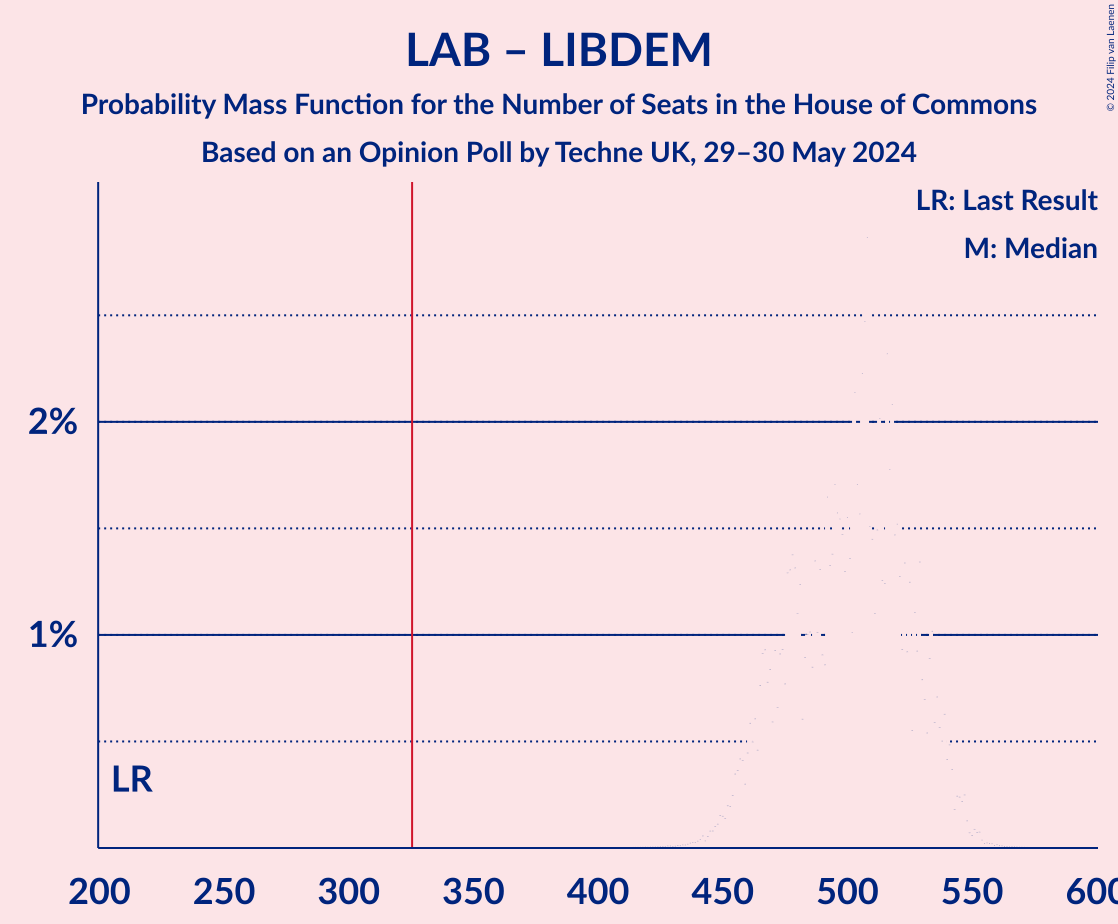 LAB – LIBDEM
Probability Mass Function for the Number of Seats in the House of Commons
Based on an Opinion Poll by Techne UK, 29–30 May 2024
© 2024 Filip van Laenen
LR: Last Result
M: Median
2%
1%
LR
200 250 300 350 400 450 500 550 600